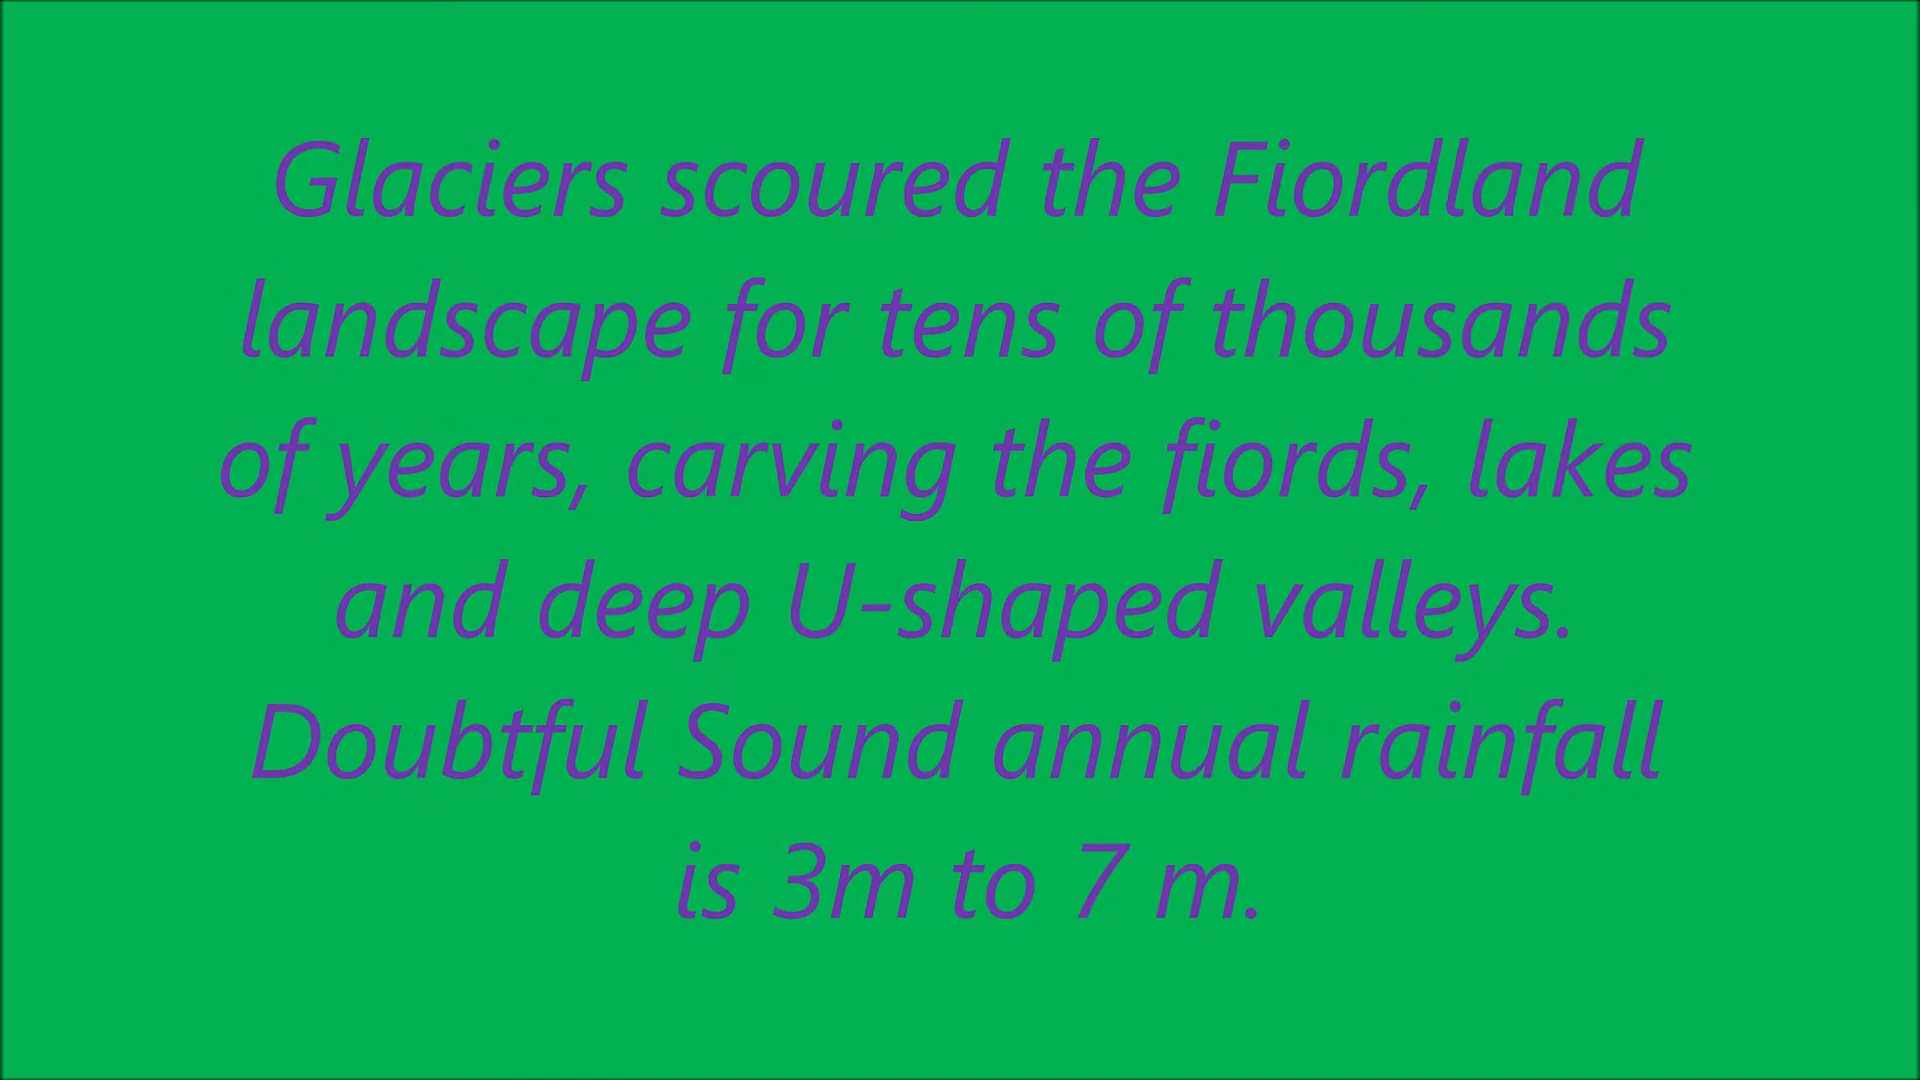 Glaciers scoured the Fiordland
landscape for tens of thousands
of years, carving the fiords, lakes
and deep U-shaped valleys.
Doubtful Sound annual rainfall
is 3m to 7 m.